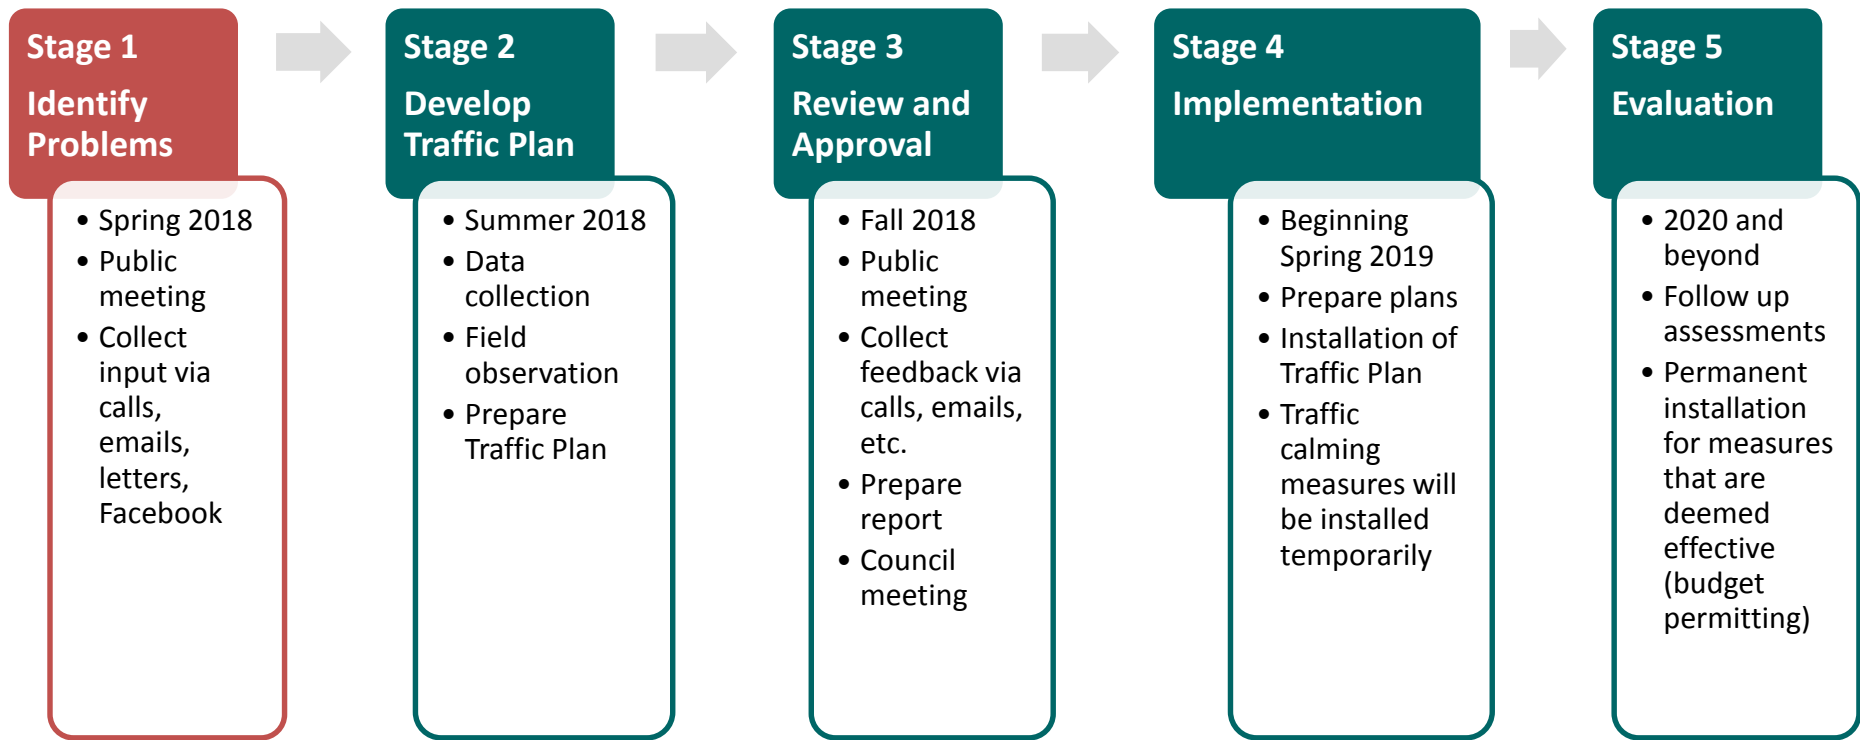 Stage 1
Identify
Problems
• Spring 2018
• Public
meeting
• Collect
input via
calls,
emails,
letters,
Facebook
Stage 2
Develop
Traffic Plan
• Summer 2018
• Data
collection
• Field
observation
• Prepare
Traffic Plan
Stage 3
Review and
Approval
• Fall 2018
• Public
meeting
• Collect
feedback via
calls, emails,
etc.
• Prepare
report
• Council
meeting
Stage 4
Implementation
• Beginning
Spring 2019
• Prepare plans
• Installation of
Traffic Plan
• Traffic
calming
measures will
be installed
temporarily
Stage 5
Evaluation
• 2020 and
beyond
• Follow up
assessments
• Permanent
installation
for measures
that are
deemed
effective
(budget
permitting)